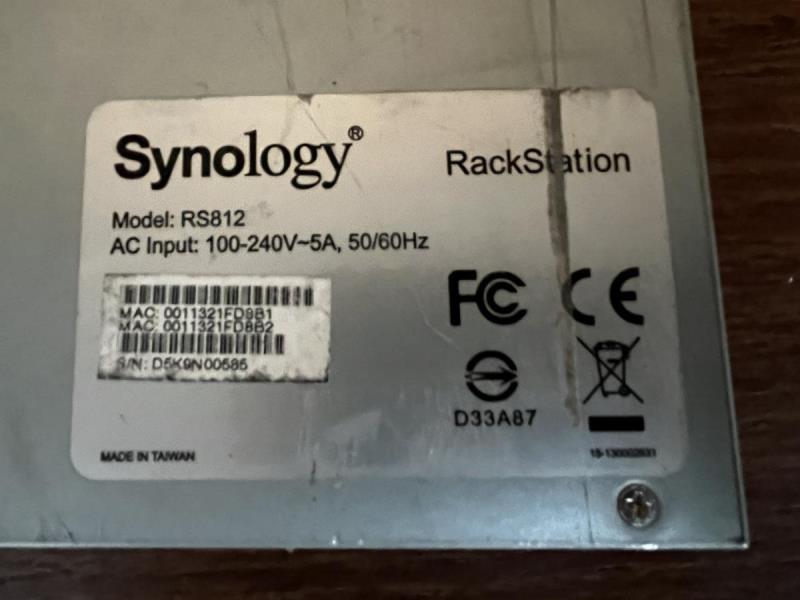 Synology®
RackStation
Model: RS812
AC Input: 100-240V~5A, 50/60Hz
MAC: 0011321FD9B1
MAC: 0011321FD8B2
S/N: D5K9N00585
FC
CE
D33A87
MADE IN TAIWAN